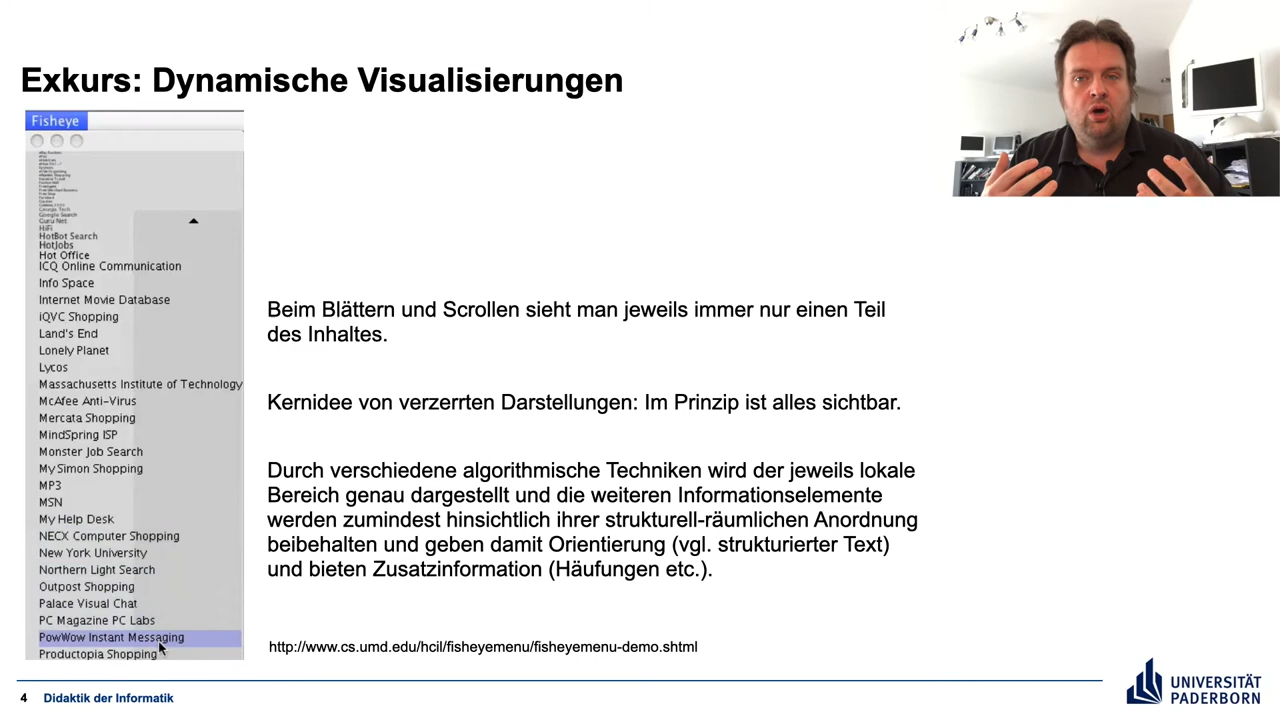 Exkurs: Dynamische Visualisierungen
Fisheye
Google Search
Guru Net
HiFi
HotBot Search
HotJobs
Hot Office
ICQ Online Communication
Info Space
Internet Movie Database
iQVC Shopping
Land's End
Lonely Planet
Lycos
Massachusetts Institute of Technology
McAfee Anti-Virus
Mercata Shopping
MindSpring ISP
Monster Job Search
My Simon Shopping
MP3
MSN
My Help Desk
NECX Computer Shopping
New York University
Northern Light Search
Outpost Shopping
Palace Visual Chat
PC Magazine PC Labs
PowWow Instant Messaging
Productopia Shopping
Beim Blättern und Scrollen sieht man jeweils immer nur einen Teil
des Inhaltes.
Kernidee von verzerrten Darstellungen: Im Prinzip ist alles sichtbar.
Durch verschiedene algorithmische Techniken wird der jeweils lokale
Bereich genau dargestellt und die weiteren Informationselemente
werden zumindest hinsichtlich ihrer strukturell-räumlichen Anordnung
beibehalten und geben damit Orientierung (vgl. strukturierter Text)
und bieten Zusatzinformation (Häufungen etc.).
http://www.cs.umd.edu/hcil/fisheyemenu/fisheyemenu-demo.shtml
4 Didaktik der Informatik
UNIVERSITÄT
PADERBORN